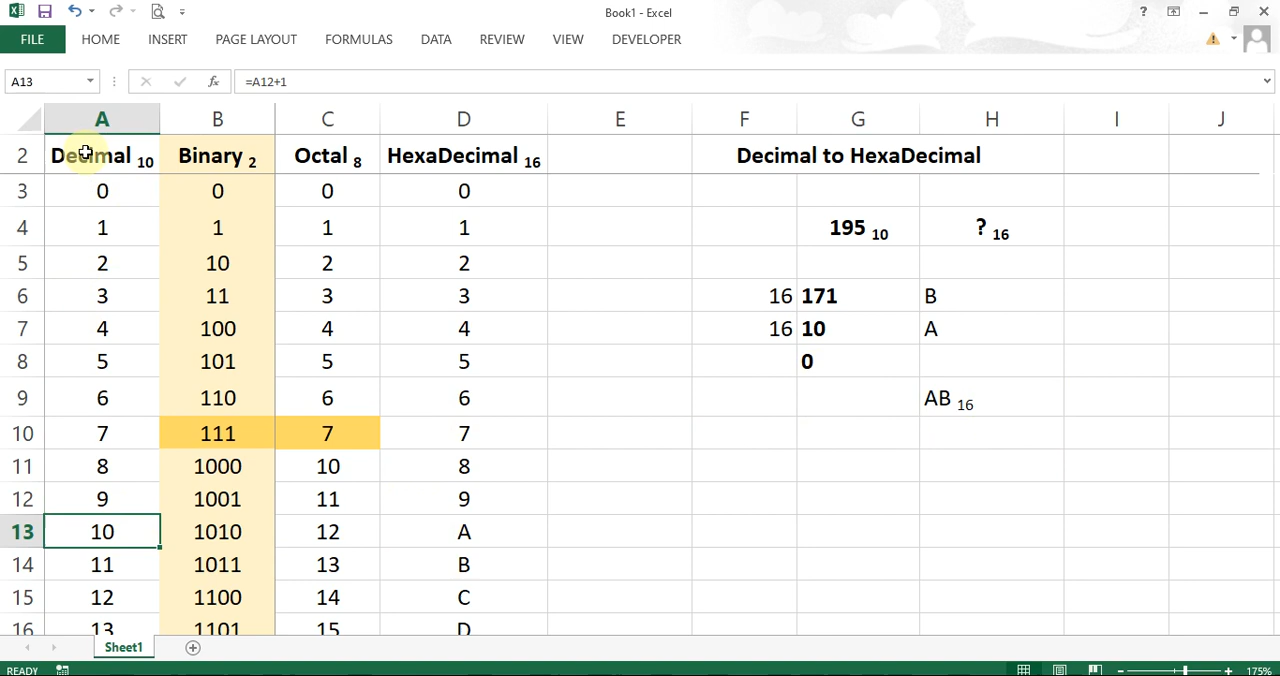 Book1 - Excel
?
FILE HOME INSERT PAGE LAYOUT FORMULAS DATA REVIEW VIEW DEVELOPER
A13 fx =A12+1
A B C D E F G H I J
2 Decimal 10 Binary 2 Octal 8 HexaDecimal 16 Decimal to HexaDecimal
3 0 0 0 0
4 1 1 1 1 195 10 ? 16
5 2 10 2 2
6 3 11 3 3 16 171 B
7 4 100 4 4 16 10 A
8 5 101 5 5 0
9 6 110 6 6 AB 16
10 7 111 7 7
11 8 1000 10 8
12 9 1001 11 9
13 10 1010 12 A
14 11 1011 13 B
15 12 1100 14 C
16 13 1101 15 D
Sheet1
READY 175%